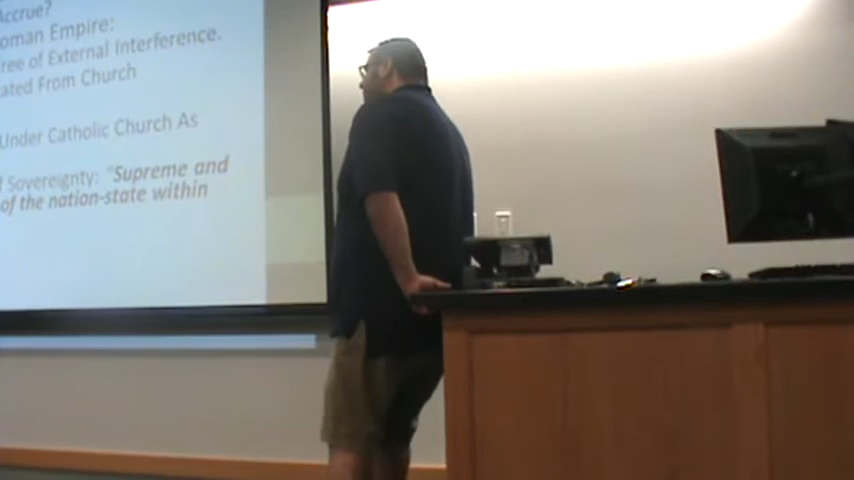 Accrue?
oman Empire:
ree of External Interference.
ated From Church
Under Catholic Church As
f Sovereignty: "Supreme and
of the nation-state within